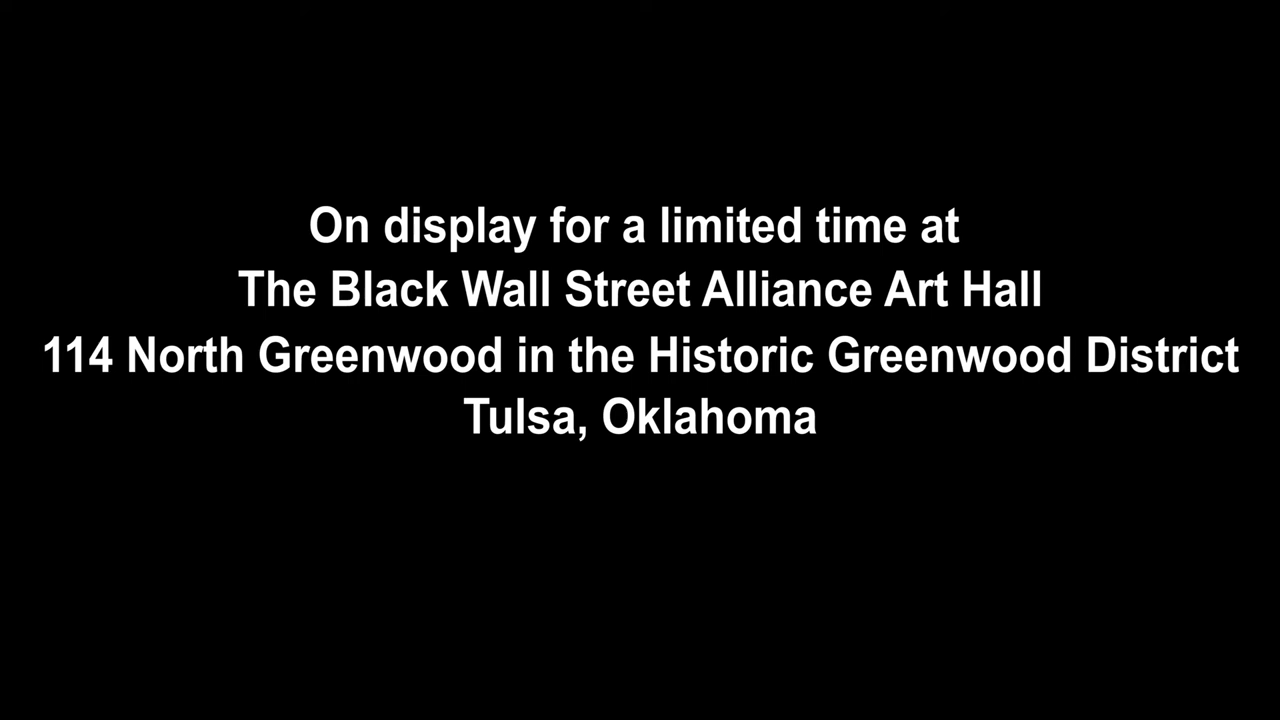 On display for a limited time at
The Black Wall Street Alliance Art Hall
114 North Greenwood in the Historic Greenwood District
Tulsa, Oklahoma